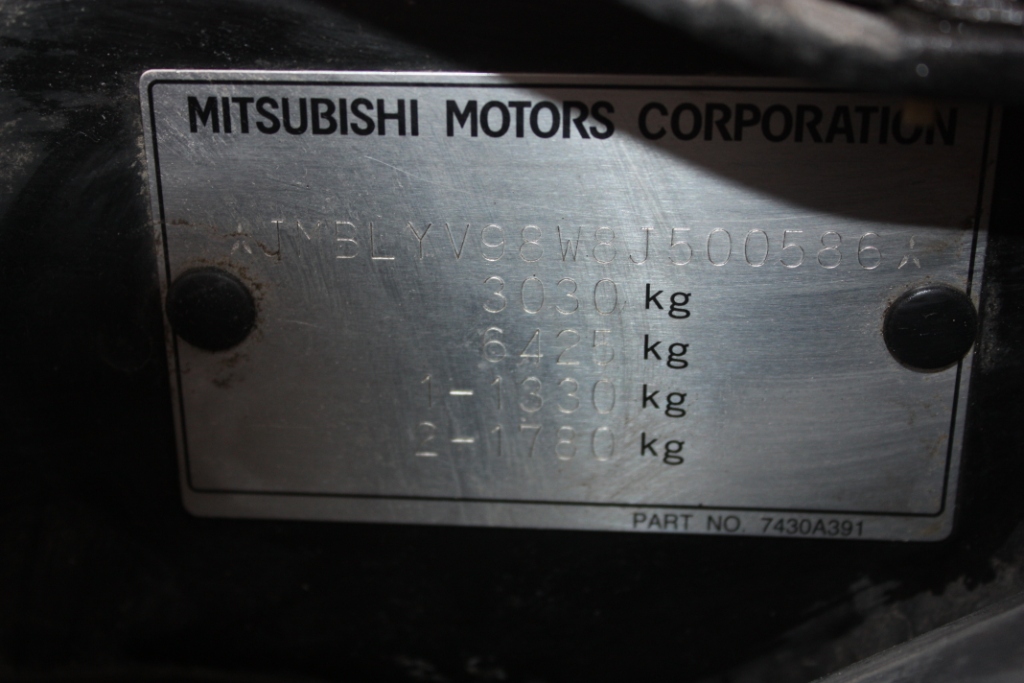 MITSUBISHI MOTORS CORPORATION
*JMBLYV98W8J500586*
3030 kg
6425 kg
1-1330 kg
2-1780 kg
PART NO. 7430A391